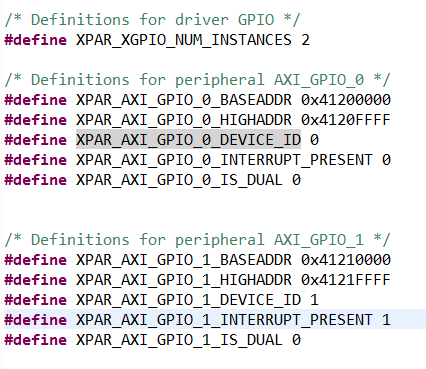 /* Definitions for driver GPIO */
#define XPAR_XGPIO_NUM_INSTANCES 2
/* Definitions for peripheral AXI_GPIO_0 */
#define XPAR_AXI_GPIO_0_BASEADDR 0x41200000
#define XPAR_AXI_GPIO_0_HIGHADDR 0x4120FFFF
#define XPAR_AXI_GPIO_0_DEVICE_ID 0
#define XPAR_AXI_GPIO_0_INTERRUPT_PRESENT 0
#define XPAR_AXI_GPIO_0_IS_DUAL 0
/* Definitions for peripheral AXI_GPIO_1 */
#define XPAR_AXI_GPIO_1_BASEADDR 0x41210000
#define XPAR_AXI_GPIO_1_HIGHADDR 0x4121FFFF
#define XPAR_AXI_GPIO_1_DEVICE_ID 1
#define XPAR_AXI_GPIO_1_INTERRUPT_PRESENT 1
#define XPAR_AXI_GPIO_1_IS_DUAL 0